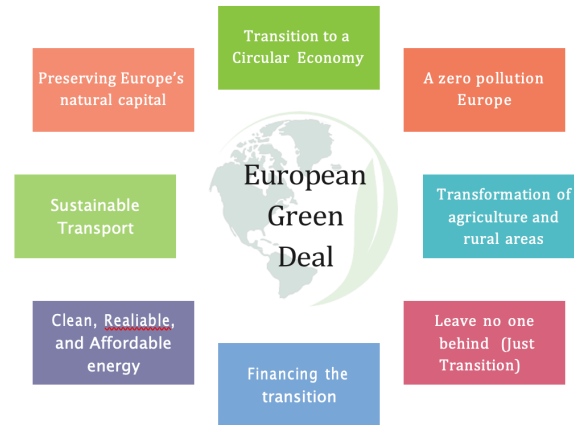 Transition to a
Circular Economy
Preserving Europe's
natural capital
A zero pollution
Europe
European
Green
Deal
Sustainable
Transport
Transformation of
agriculture and
rural areas
Clean, Realiable,
and Affordable
energy
Leave no one
behind (Just
Transition)
Financing the
transition